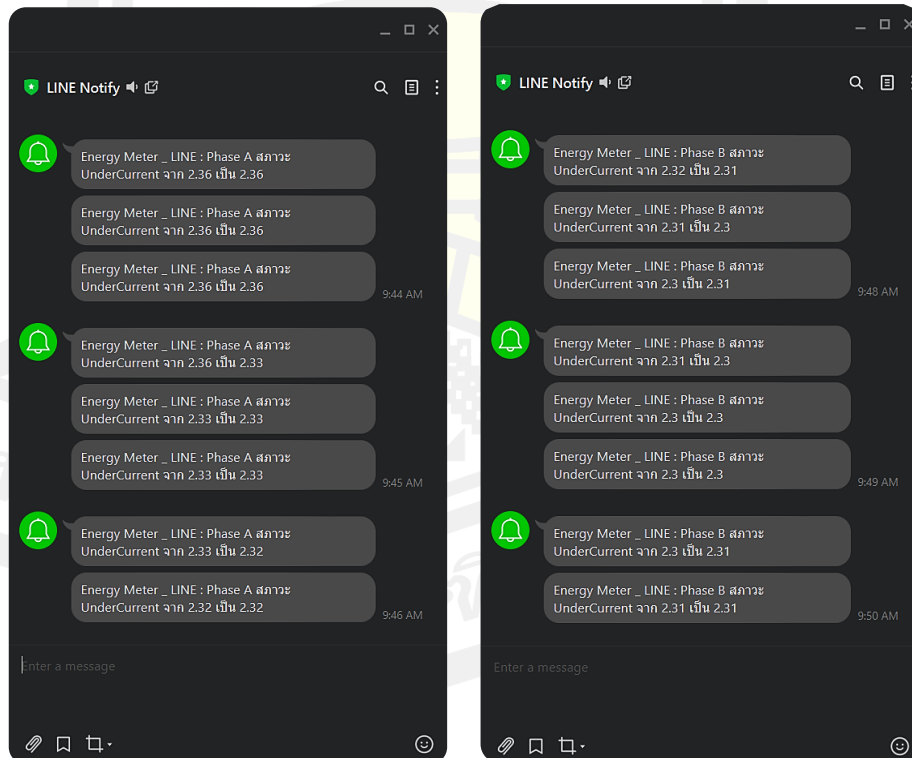 LINE Notify
Energy Meter _ LINE : Phase A สภาวะ
UnderCurrent จาก 2.36 เป็น 2.36
Energy Meter _ LINE : Phase A สภาวะ
UnderCurrent จาก 2.36 เป็น 2.36
Energy Meter _ LINE : Phase A สภาวะ
UnderCurrent จาก 2.36 เป็น 2.36
9:44 AM
Energy Meter _ LINE : Phase A สภาวะ
UnderCurrent จาก 2.36 เป็น 2.33
Energy Meter _ LINE : Phase A สภาวะ
UnderCurrent จาก 2.33 เป็น 2.33
Energy Meter _ LINE : Phase A สภาวะ
UnderCurrent จาก 2.33 เป็น 2.33
9:45 AM
Energy Meter _ LINE : Phase A สภาวะ
UnderCurrent จาก 2.33 เป็น 2.32
Energy Meter _ LINE : Phase A สภาวะ
UnderCurrent จาก 2.32 เป็น 2.32
9:46 AM
Enter a message
LINE Notify
Energy Meter _ LINE : Phase B สภาวะ
UnderCurrent จาก 2.32 เป็น 2.31
Energy Meter _ LINE : Phase B สภาวะ
UnderCurrent จาก 2.31 เป็น 2.3
Energy Meter _ LINE : Phase B สภาวะ
UnderCurrent จาก 2.3 เป็น 2.31
9:48 AM
Energy Meter _ LINE : Phase B สภาวะ
UnderCurrent จาก 2.31 เป็น 2.3
Energy Meter _ LINE : Phase B สภาวะ
UnderCurrent จาก 2.3 เป็น 2.3
Energy Meter _ LINE : Phase B สภาวะ
UnderCurrent จาก 2.3 เป็น 2.3
9:49 AM
Energy Meter _ LINE : Phase B สภาวะ
UnderCurrent จาก 2.3 เป็น 2.31
Energy Meter _ LINE : Phase B สภาวะ
UnderCurrent จาก 2.31 เป็น 2.31
9:50 AM
Enter a message